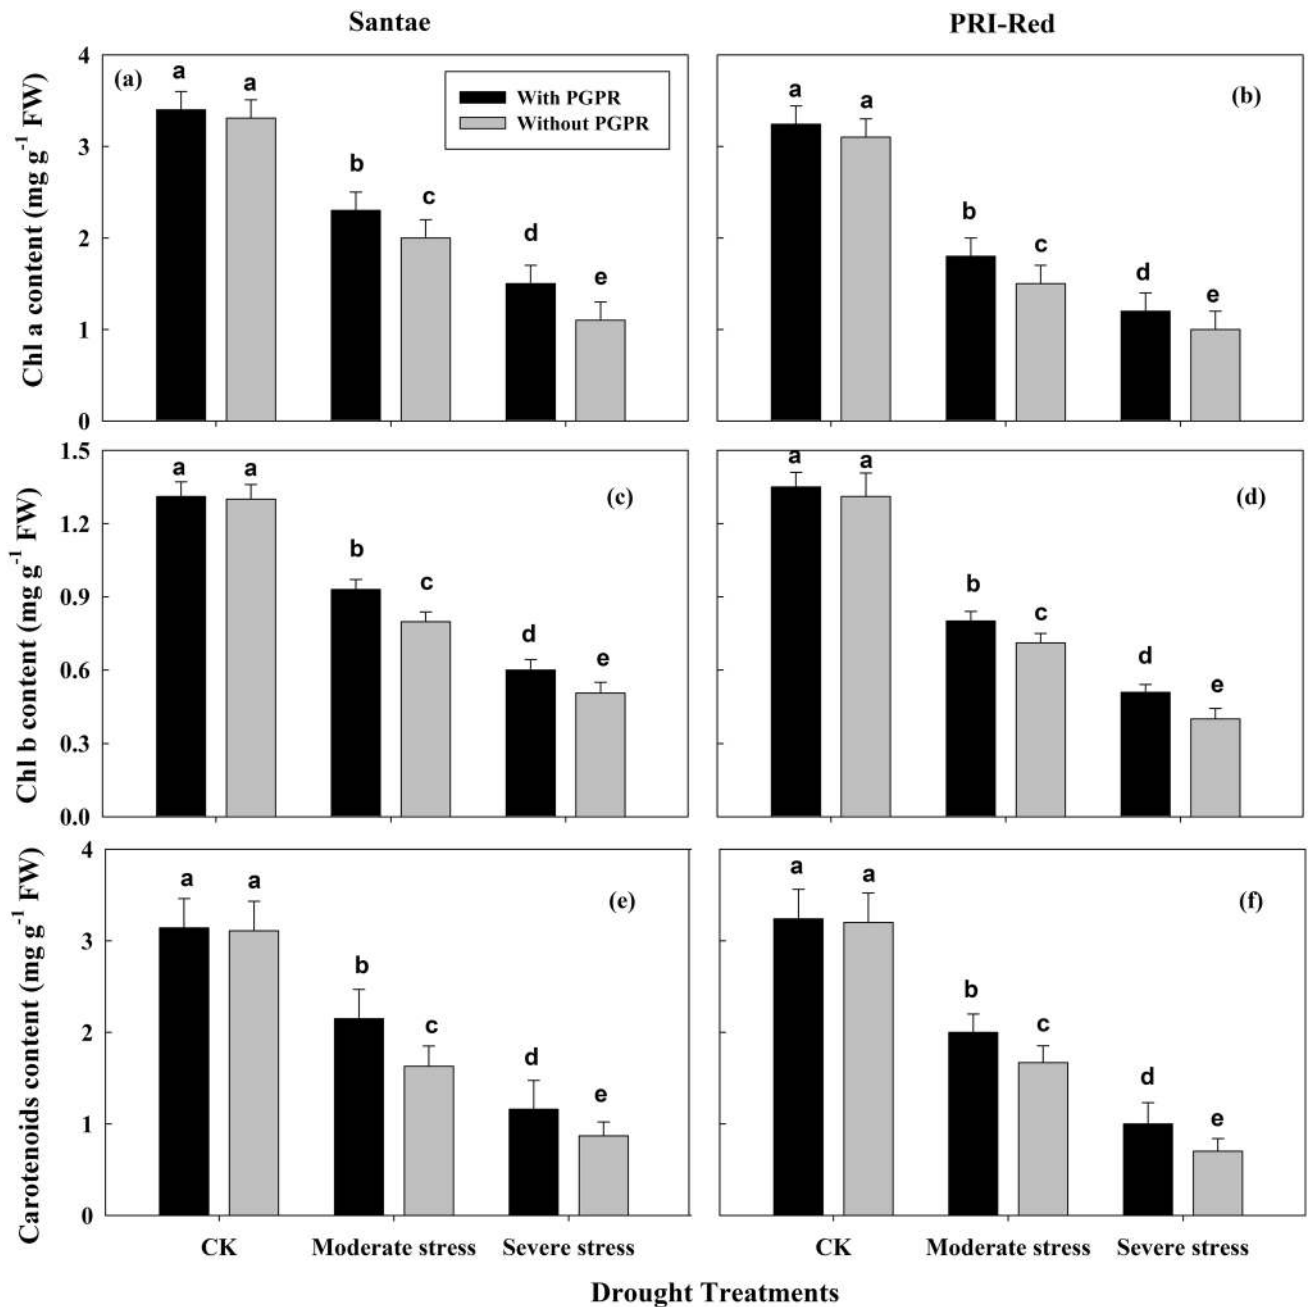 Santae
PRI-Red
Chl a content (mg g⁻¹ FW)
4
3
2
1
0
(a)
a
a
b
c
d
e
With PGPR
Without PGPR
(b)
a
a
b
c
d
e
Chl b content (mg g⁻¹ FW)
1.5
1.2
0.9
0.6
0.3
0.0
(c)
a
a
b
c
d
e
(d)
a
a
b
c
d
e
Carotenoids content (mg g⁻¹ FW)
4
3
2
1
0
(e)
a
a
b
c
d
e
(f)
a
a
b
c
d
e
CK
Moderate stress
Severe stress
CK
Moderate stress
Severe stress
Drought Treatments